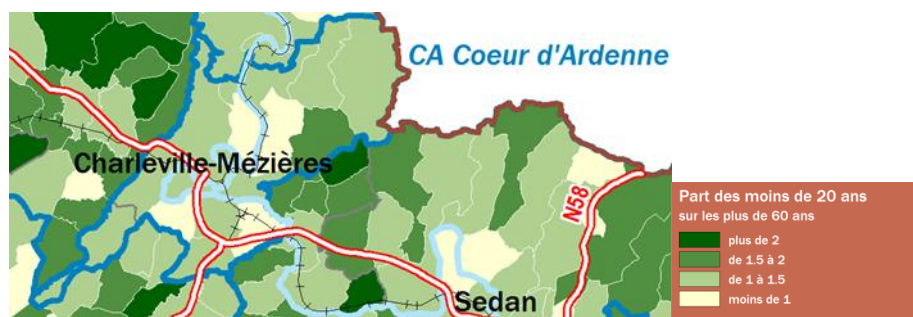 CA Coeur d'Ardenne
Charleville-Mézières
N58
Sedan
Part des moins de 20 ans
sur les plus de 60 ans
plus de 2
de 1.5 à 2
de 1 à 1.5
moins de 1